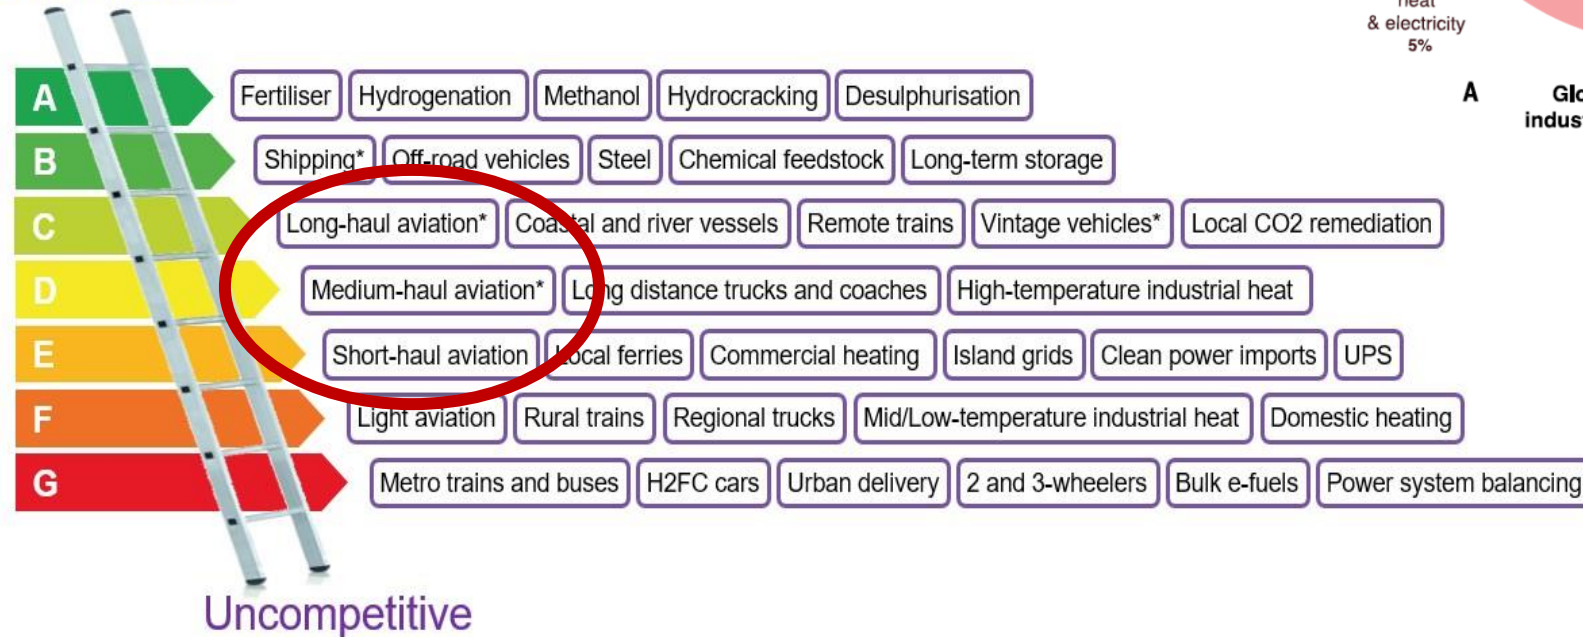 heat
& electricity
5%
A Fertiliser Hydrogenation Methanol Hydrocracking Desulphurisation
A
B Shipping* Off-road vehicles Steel Chemical feedstock Long-term storage
C Long-haul aviation* Coastal and river vessels Remote trains Vintage vehicles* Local CO2 remediation
D Medium-haul aviation* Long distance trucks and coaches High-temperature industrial heat
E Short-haul aviation Local ferries Commercial heating Island grids Clean power imports UPS
F Light aviation Rural trains Regional trucks Mid/Low-temperature industrial heat Domestic heating
G Metro trains and buses H2FC cars Urban delivery 2 and 3-wheelers Bulk e-fuels Power system balancing
Uncompetitive